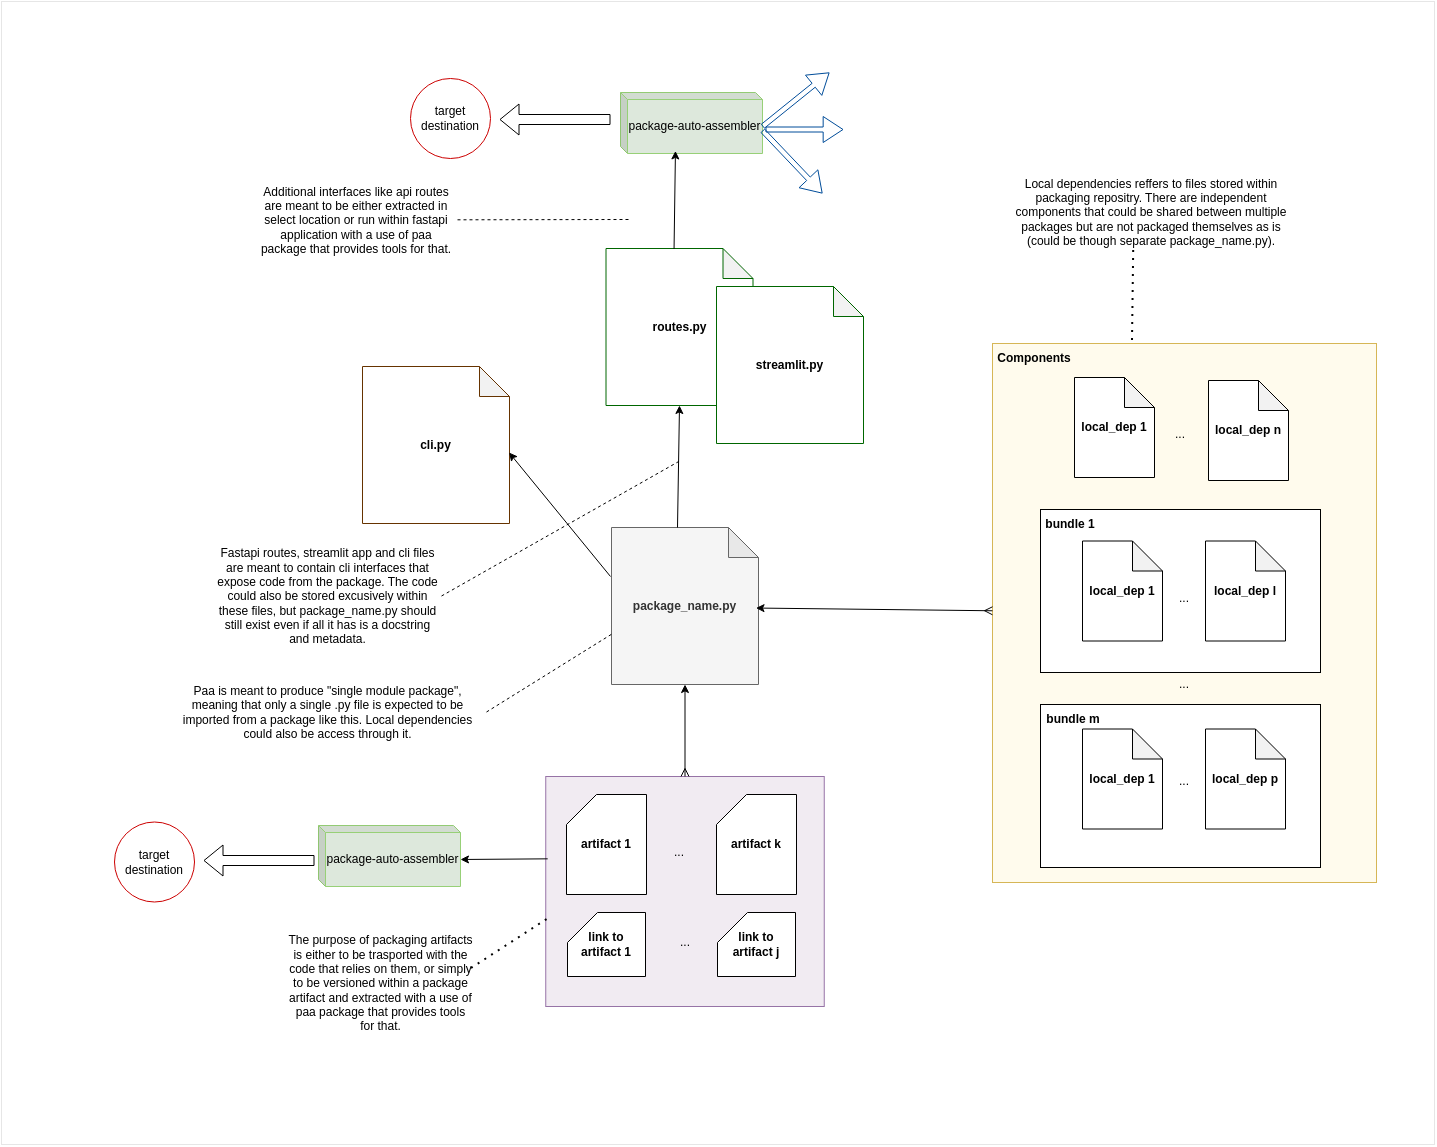 target
destination
package-auto-assembler
Additional interfaces like api routes
are meant to be either extracted in
select location or run within fastapi
application with a use of paa
package that provides tools for that.
Local dependencies reffers to files stored within
packaging repositry. There are independent
components that could be shared between multiple
packages but are not packaged themselves as is
(could be though separate package_name.py).
routes.py
streamlit.py
cli.py
Components
local_dep 1
...
local_dep n
bundle 1
local_dep 1
...
local_dep l
...
bundle m
local_dep 1
...
local_dep p
Fastapi routes, streamlit app and cli files
are meant to contain cli interfaces that
expose code from the package. The code
could also be stored excusively within
these files, but package_name.py should
still exist even if all it has is a docstring
and metadata.
package_name.py
Paa is meant to produce "single module package",
meaning that only a single .py file is expected to be
imported from a package like this. Local dependencies
could also be access through it.
artifact 1
...
artifact k
link to
artifact 1
...
link to
artifact j
target
destination
package-auto-assembler
The purpose of packaging artifacts
is either to be trasported with the
code that relies on them, or simply
to be versioned within a package
artifact and extracted with a use of
paa package that provides tools
for that.